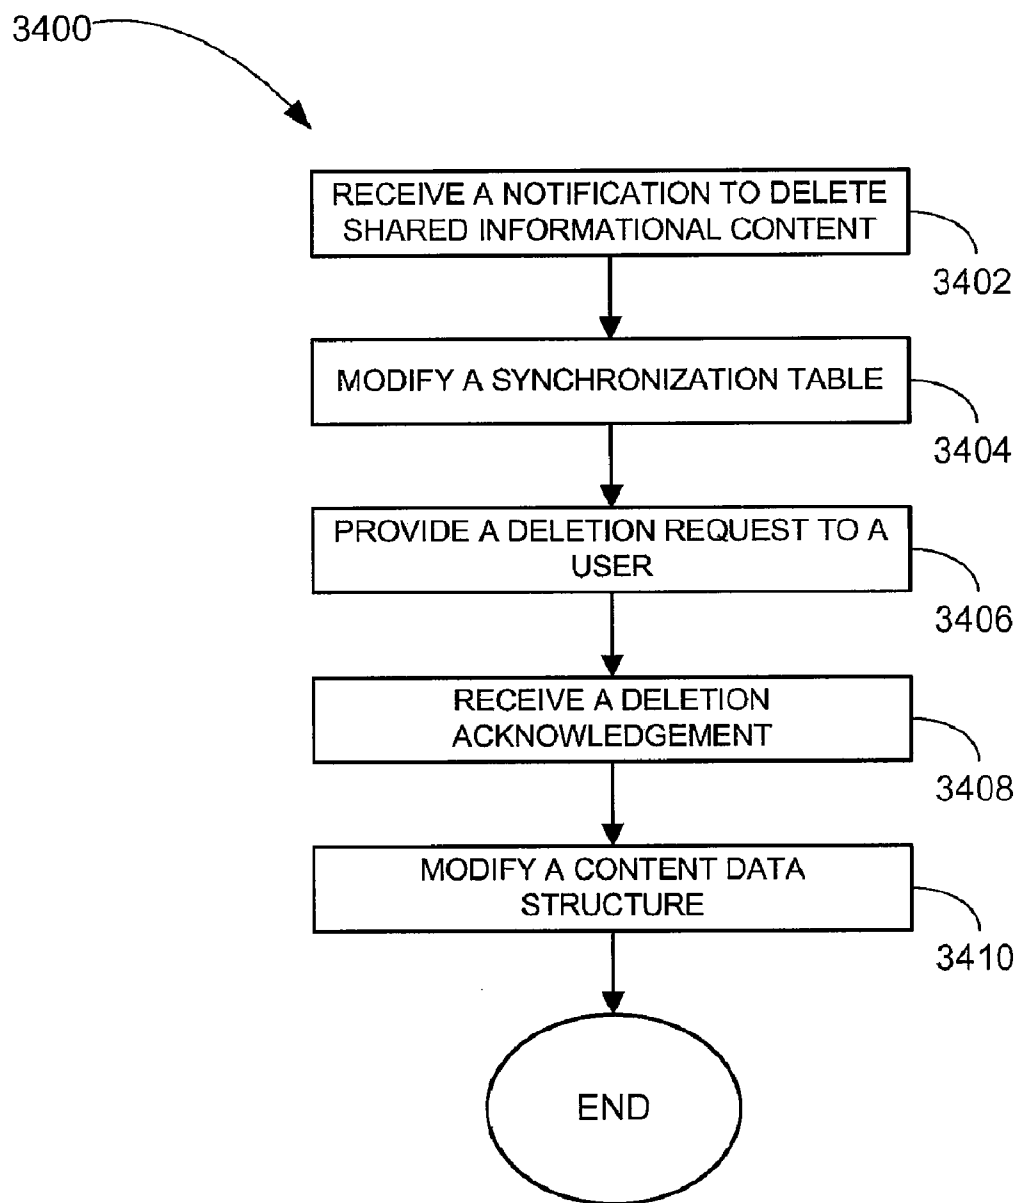 3400
RECEIVE A NOTIFICATION TO DELETE
SHARED INFORMATIONAL CONTENT
3402
MODIFY A SYNCHRONIZATION TABLE
3404
PROVIDE A DELETION REQUEST TO A
USER
3406
RECEIVE A DELETION
ACKNOWLEDGEMENT
3408
MODIFY A CONTENT DATA
STRUCTURE
3410
END